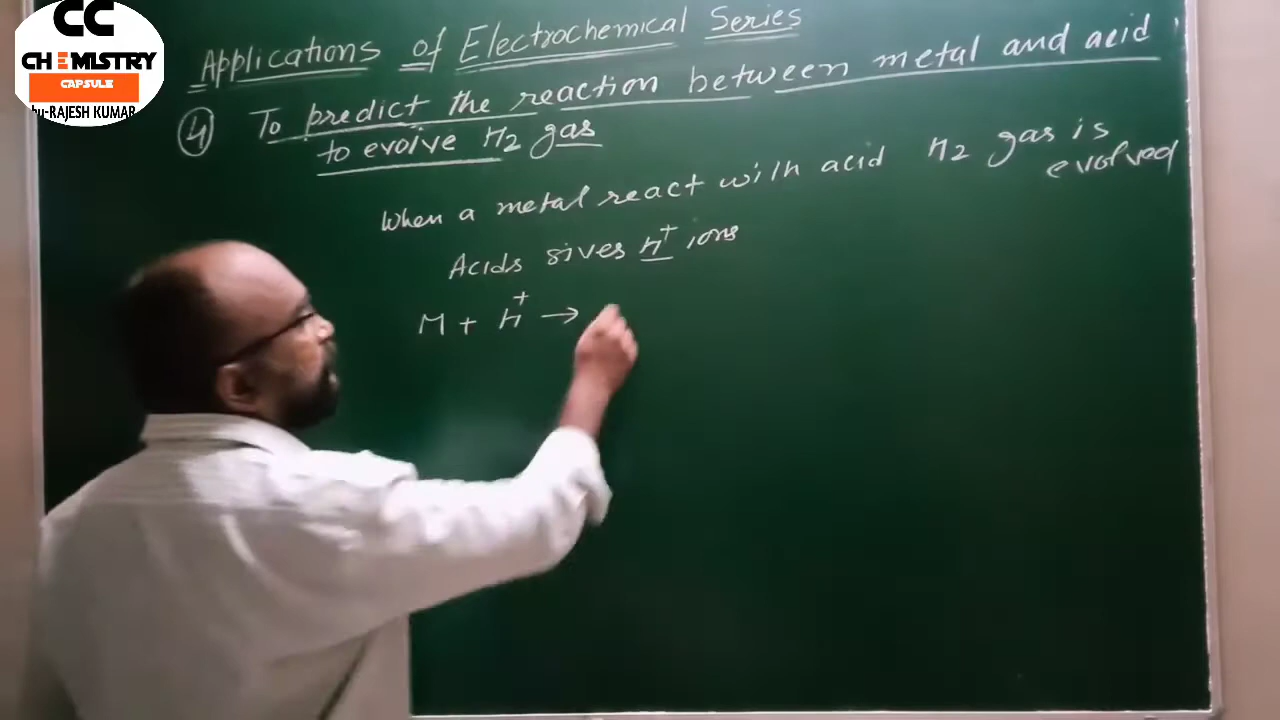 CC
CHEMISTRY
CAPSULE
by-RAJESH KUMAR
Applications of Electrochemical Series
4 To predict the reaction between metal and acid
to evolve H2 gas
When a metal react with acid H2 gas is
evolved
Acids gives H+ ions
M + H+ →